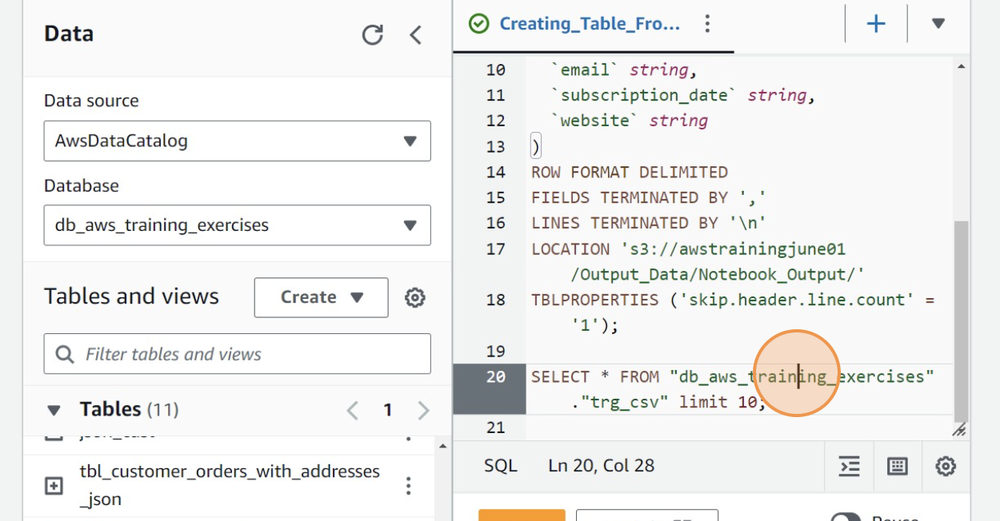 Data
Data source
AwsDataCatalog
Database
db_aws_training_exercises
Tables and views
Create
Filter tables and views
Tables (11)
1
tbl_customer_orders_with_addresses
_json
Creating_Table_Fro...
10 `email` string,
11 `subscription_date` string,
12 `website` string
13 )
14 ROW FORMAT DELIMITED
15 FIELDS TERMINATED BY ','
16 LINES TERMINATED BY '\n'
17 LOCATION 's3://awstrainingjune01
/Output_Data/Notebook_Output/'
18 TBLPROPERTIES ('skip.header.line.count' =
'1');
19
20 SELECT * FROM "db_aws_training_exercises"
."trg_csv" limit 10;
21
SQL Ln 20, Col 28